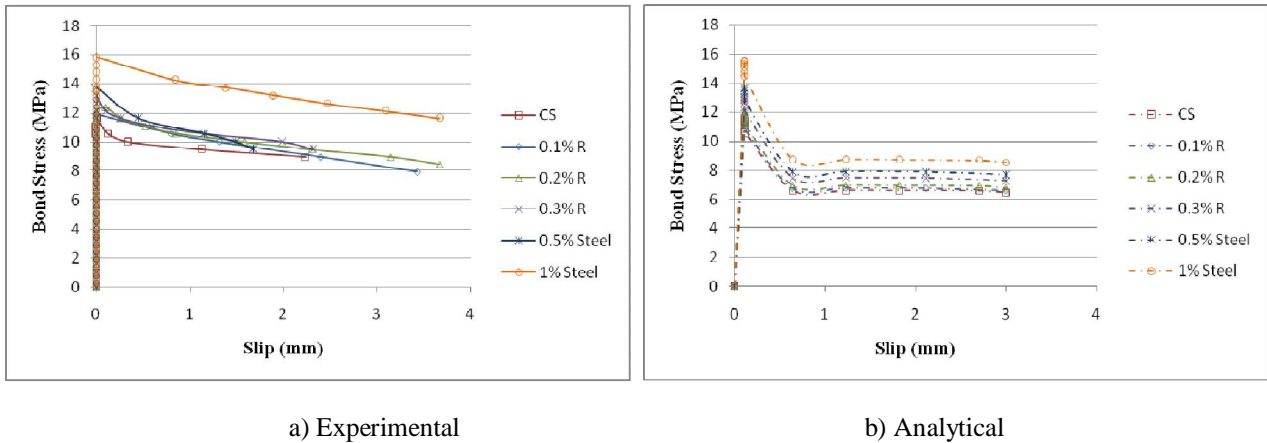 18
16
14
12
10
8
6
4
2
0
Bond Stress (MPa)
0 1 2 3 4
Slip (mm)
CS
0.1% R
0.2% R
0.3% R
0.5% Steel
1% Steel
18
16
14
12
10
8
6
4
2
0
Bond Stress (MPa)
0 1 2 3 4
Slip (mm)
CS
0.1% R
0.2% R
0.3% R
0.5% Steel
1% Steel
a) Experimental
b) Analytical